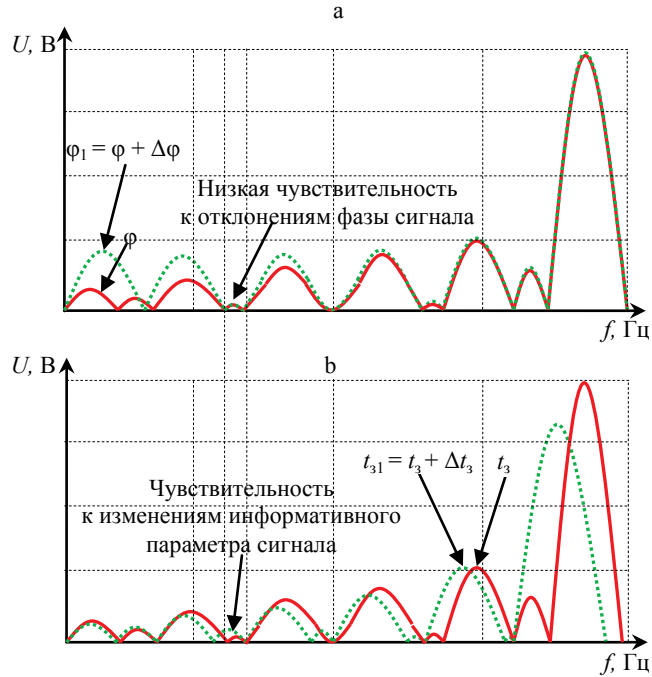 a
U, В
φ₁ = φ + Δφ
φ
Низкая чувствительность
к отклонениям фазы сигнала
f, Гц
b
U, В
tз1 = tз + Δtз
tз
Чувствительность
к изменениям информативного
параметра сигнала
f, Гц